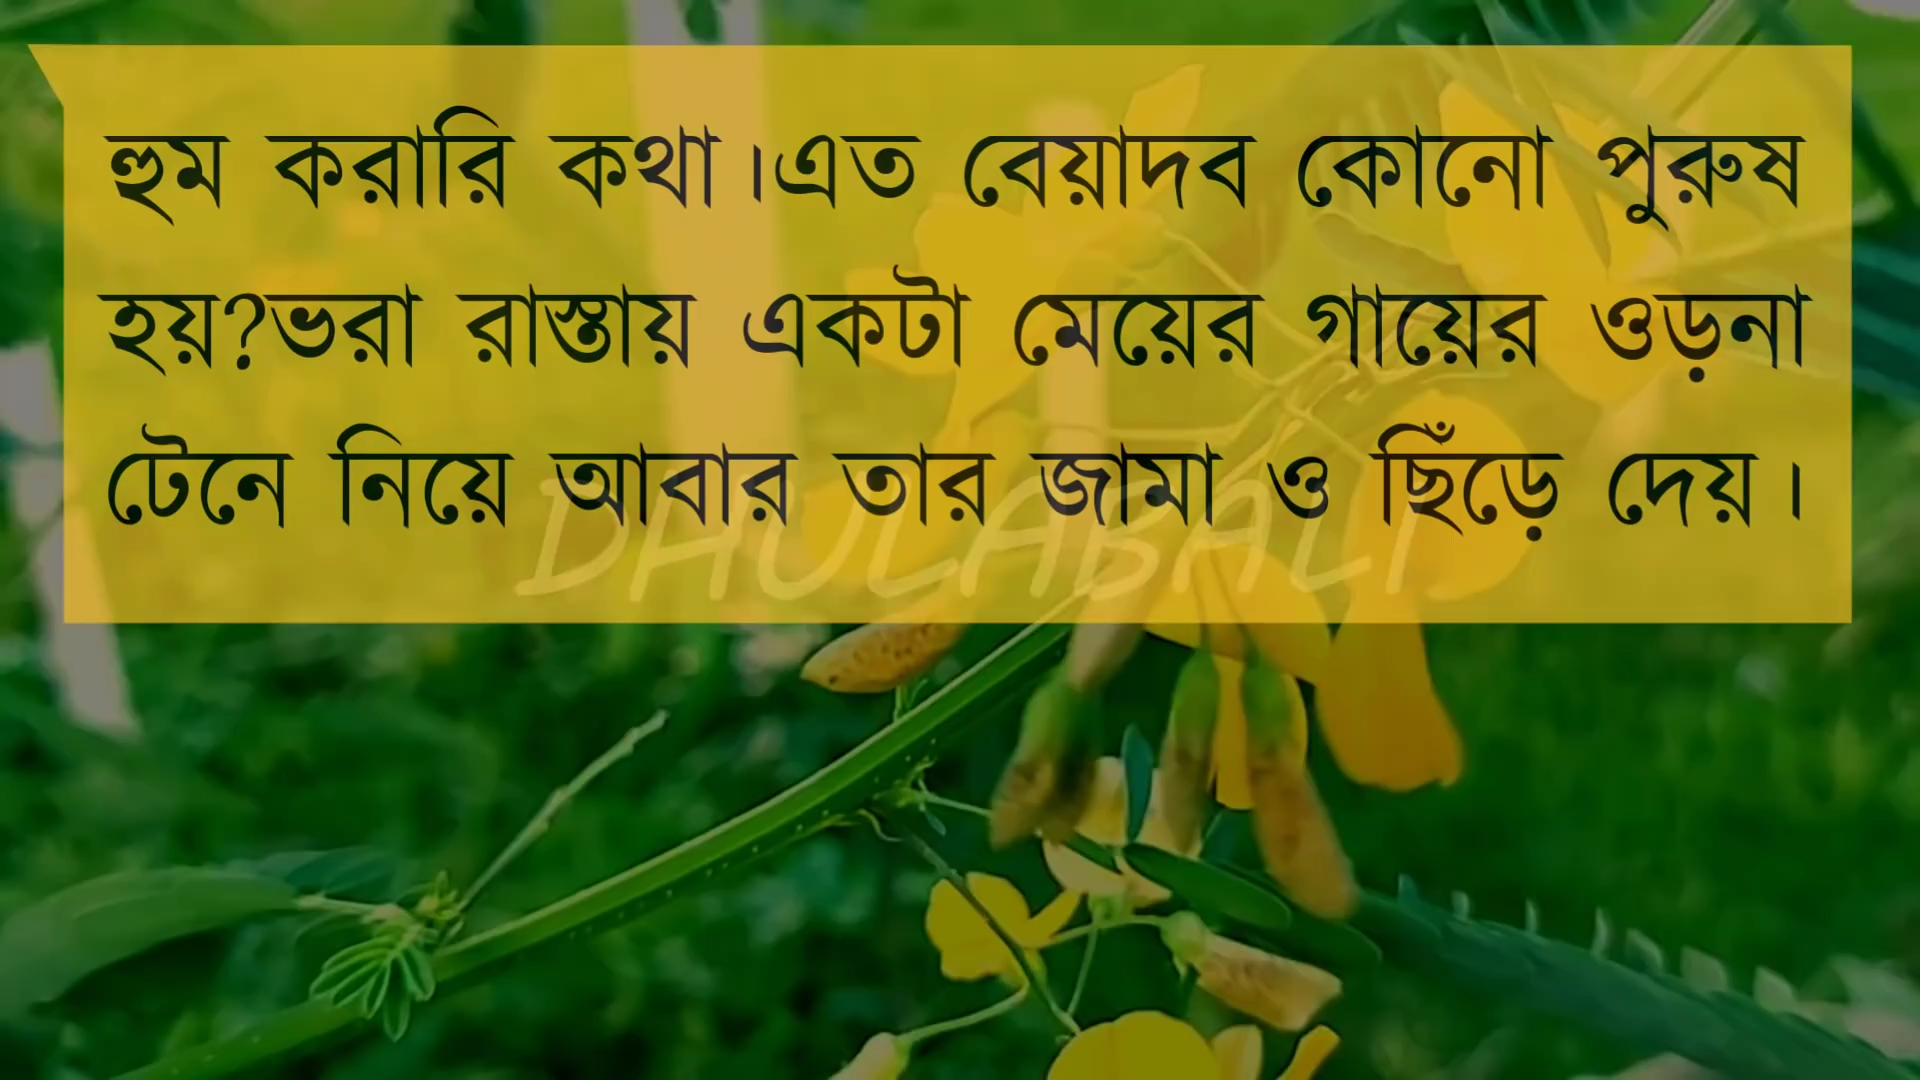 হুম করারি কথা।এত বেয়াদব কোনো পুরুষ
হয়?ভরা রাস্তায় একটা মেয়ের গায়ের ওড়না
টেনে নিয়ে আবার তার জামা ও ছিঁড়ে দেয়।
DHULABALI